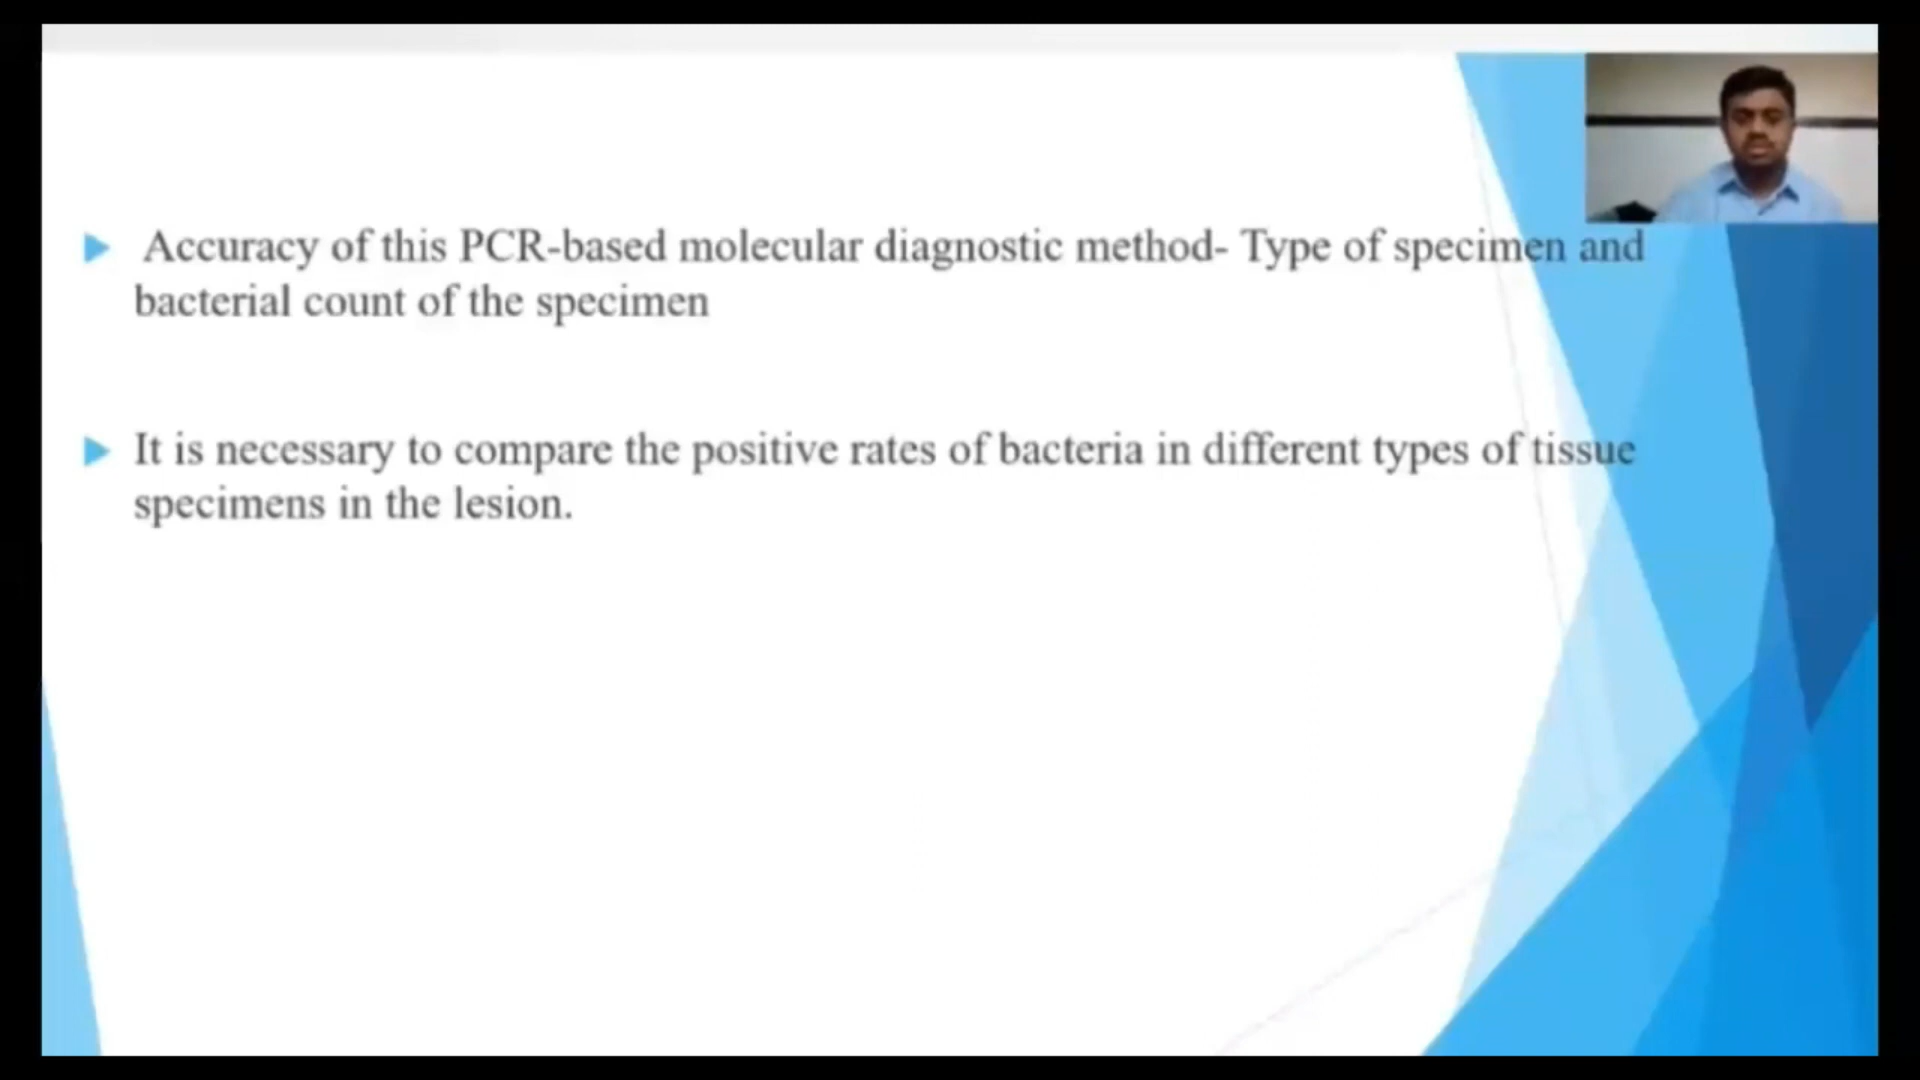 Accuracy of this PCR-based molecular diagnostic method- Type of specimen and
bacterial count of the specimen
It is necessary to compare the positive rates of bacteria in different types of tissue
specimens in the lesion.